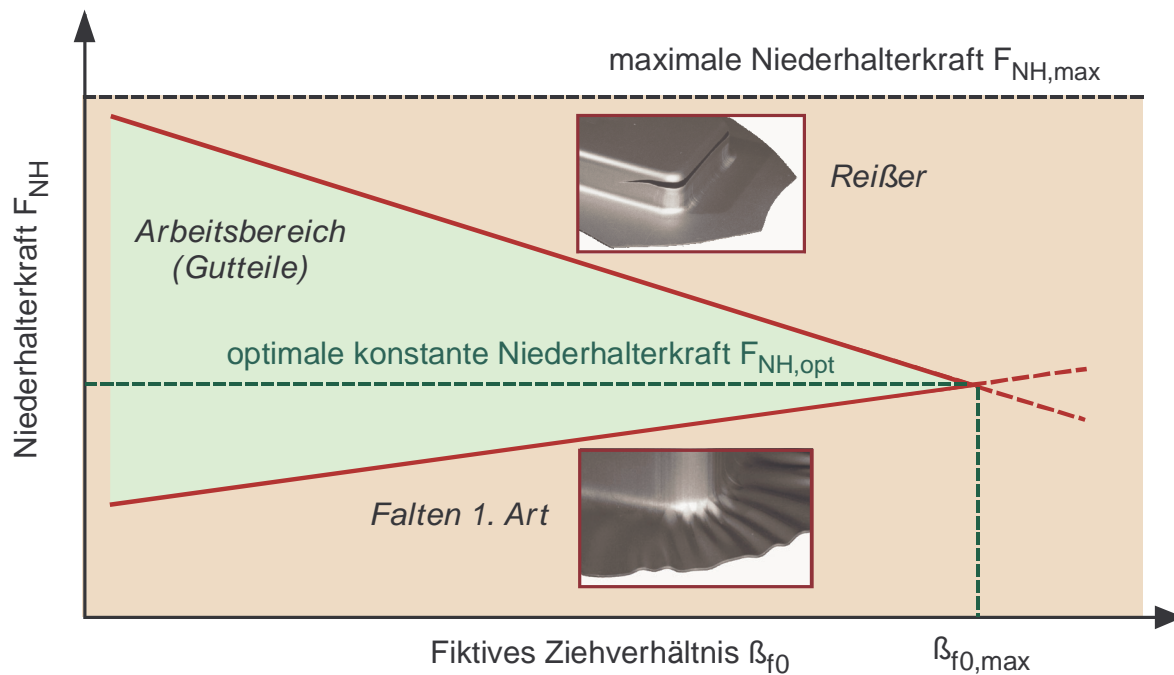 maximale Niederhalterkraft F_NH,max
Reißer
Arbeitsbereich
(Gutteile)
optimale konstante Niederhalterkraft F_NH,opt
Niederhalterkraft F_NH
Falten 1. Art
Fiktives Ziehverhältnis ß_f0
ß_f0,max